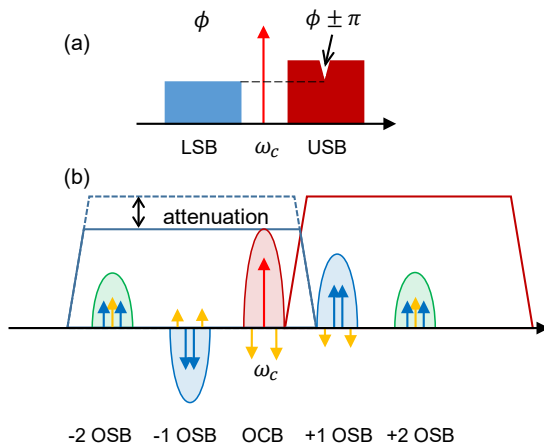 (a)
ϕ
ϕ ± π
LSB
ω_c
USB
(b)
attenuation
ω_c
-2 OSB
-1 OSB
OCB
+1 OSB
+2 OSB